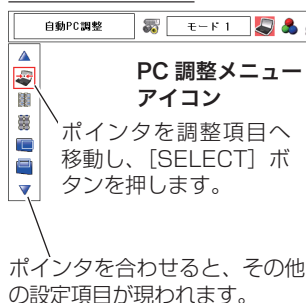 自動PC調整
モード 1
PC 調整メニュー
アイコン
ポインタを調整項目へ
移動し、［SELECT］ボ
タンを押します。
ポインタを合わせると、その他
の設定項目が現われます。